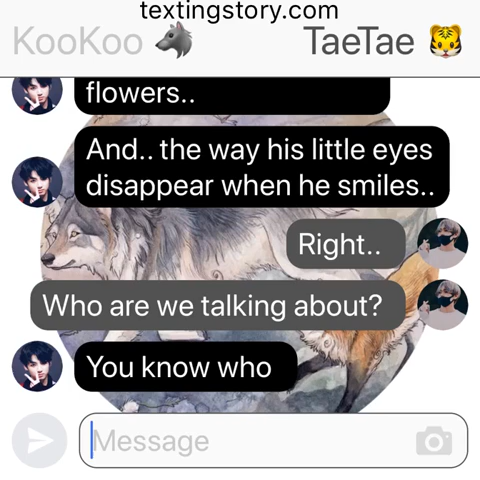 textingstory.com
KooKoo 🐺 TaeTae 🐯
flowers..
And.. the way his little eyes
disappear when he smiles..
Right..
Who are we talking about?
You know who
Message